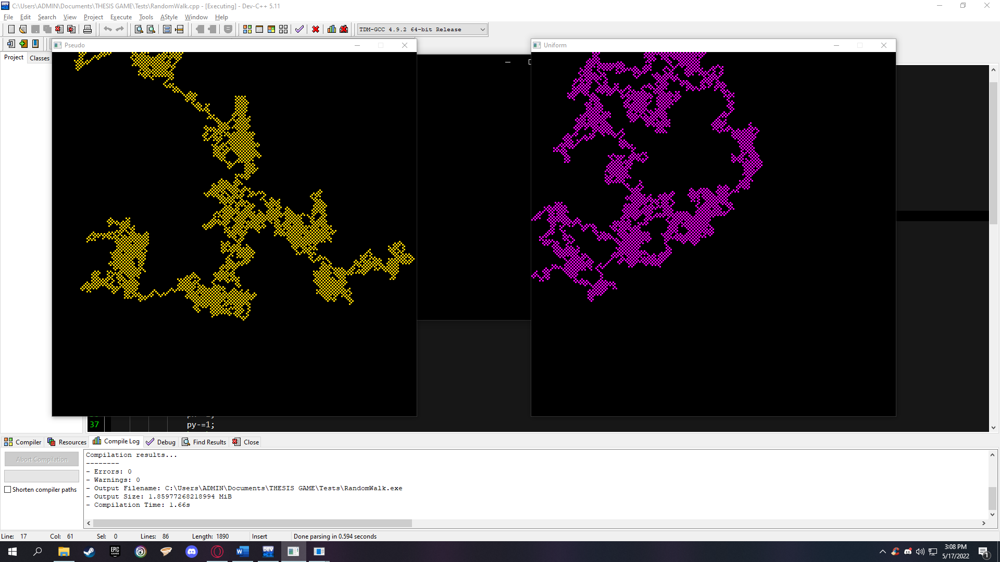 C:\Users\ADMIN\Documents\THESIS GAME\Tests\RandomWalk.cpp - [Executing] - Dev-C++ 5.11
File Edit Search View Project Execute Tools AStyle Window Help
TDM-GCC 4.9.2 64-bit Release
Pseudo
Uniform
Project Classes
37 py-=1;
Compiler Resources Compile Log Debug Find Results Close
Abort Compilation
Shorten compiler paths
Compilation results...
--------
- Errors: 0
- Warnings: 0
- Output Filename: C:\Users\ADMIN\Documents\THESIS GAME\Tests\RandomWalk.exe
- Output Size: 1.85977268218994 MiB
- Compilation Time: 1.66s
Line: 17 Col: 61 Sel: 0 Lines: 86 Length: 1890 Insert Done parsing in 0.594 seconds
EPIC GAMES
W
DEV C++
3:08 PM
5/17/2022
1